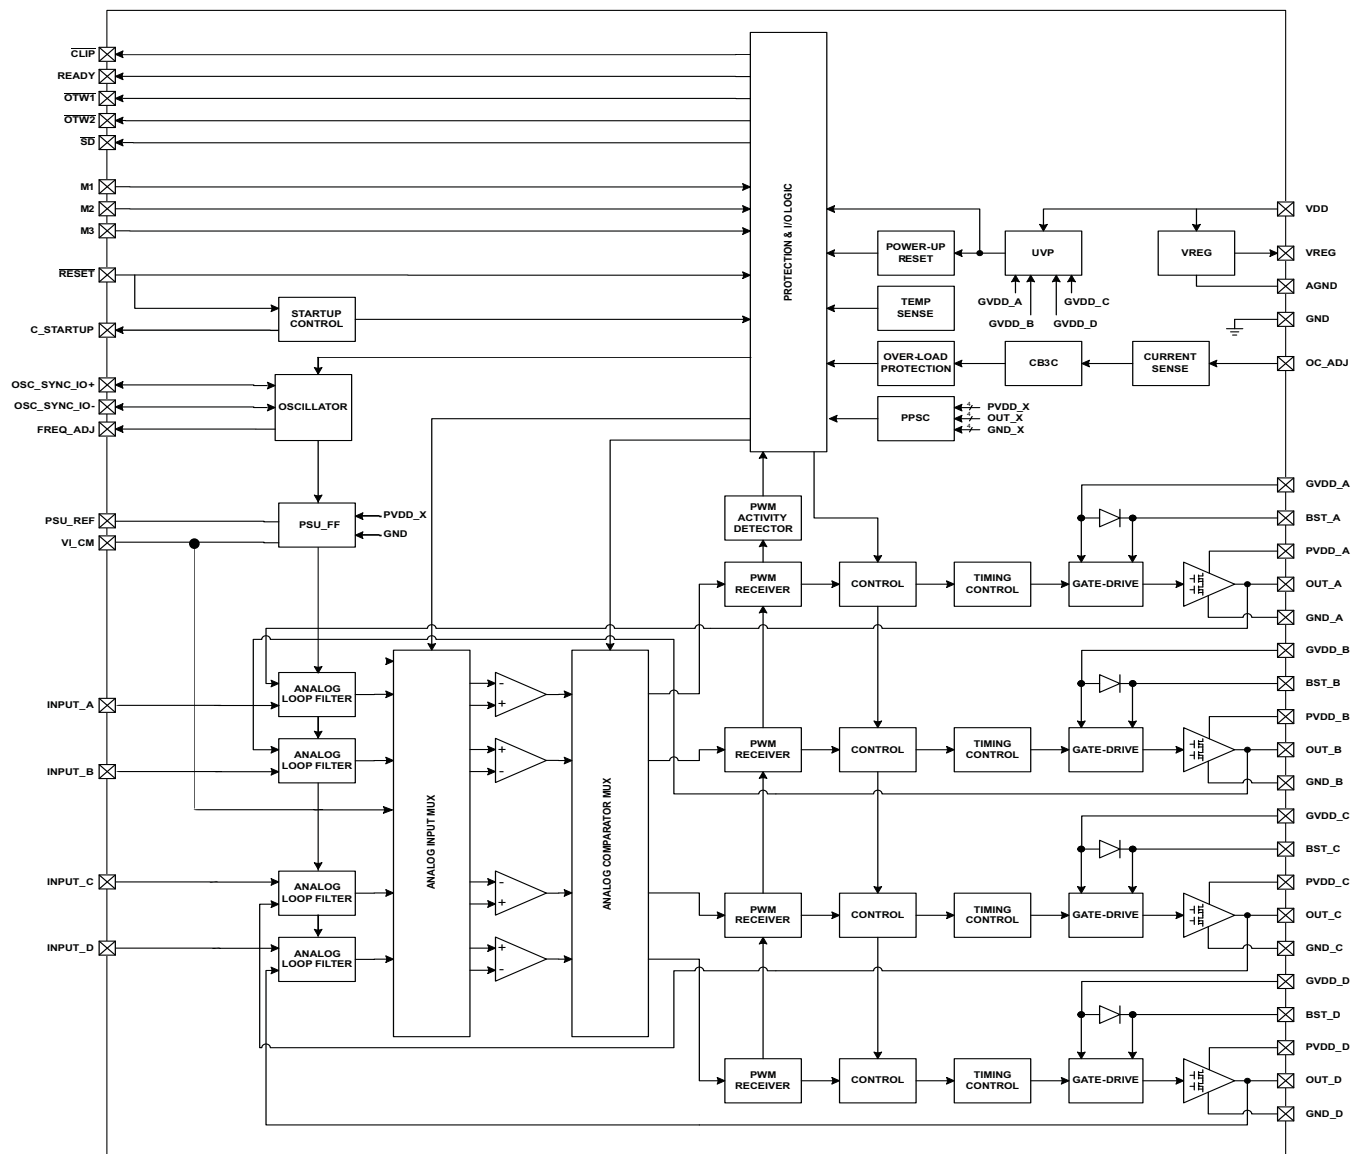 CLIP
READY
OTW1
OTW2
SD
M1
M2
M3
RESET
C_STARTUP
OSC_SYNC_IO+
OSC_SYNC_IO-
FREQ_ADJ
PSU_REF
VI_CM
INPUT_A
INPUT_B
INPUT_C
INPUT_D
STARTUP
CONTROL
OSCILLATOR
PSU_FF
PVDD_X
GND
ANALOG
LOOP FILTER
ANALOG
LOOP FILTER
ANALOG
LOOP FILTER
ANALOG
LOOP FILTER
ANALOG INPUT MUX
-
+
+
-
-
+
+
-
ANALOG COMPARATOR MUX
PROTECTION & I/O LOGIC
POWER-UP
RESET
UVP
VREG
GVDD_A
GVDD_C
GVDD_B
GVDD_D
TEMP
SENSE
OVER-LOAD
PROTECTION
CB3C
CURRENT
SENSE
PPSC
4
PVDD_X
4
OUT_X
4
GND_X
PWM
ACTIVITY
DETECTOR
PWM
RECEIVER
CONTROL
TIMING
CONTROL
GATE-DRIVE
PWM
RECEIVER
CONTROL
TIMING
CONTROL
GATE-DRIVE
PWM
RECEIVER
CONTROL
TIMING
CONTROL
GATE-DRIVE
PWM
RECEIVER
CONTROL
TIMING
CONTROL
GATE-DRIVE
VDD
VREG
AGND
GND
OC_ADJ
GVDD_A
BST_A
PVDD_A
OUT_A
GND_A
GVDD_B
BST_B
PVDD_B
OUT_B
GND_B
GVDD_C
BST_C
PVDD_C
OUT_C
GND_C
GVDD_D
BST_D
PVDD_D
OUT_D
GND_D